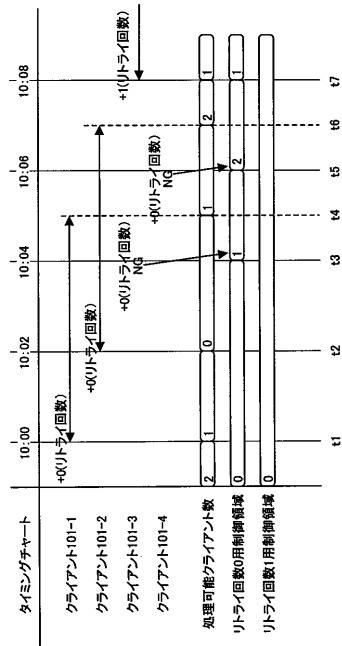 タイミングチャート 10:00 10:02 10:04 10:06 10:08
クライアント101-1 +0(リトライ回数)
クライアント101-2 +0(リトライ回数)
クライアント101-3 +0(リトライ回数) NG +1(リトライ回数)
クライアント101-4 +0(リトライ回数) NG
処理可能クライアント数 2 1 0 1 2 1
リトライ回数0用制御領域 0 1 2 1
リトライ回数1用制御領域 0
t1 t2 t3 t4 t5 t6 t7